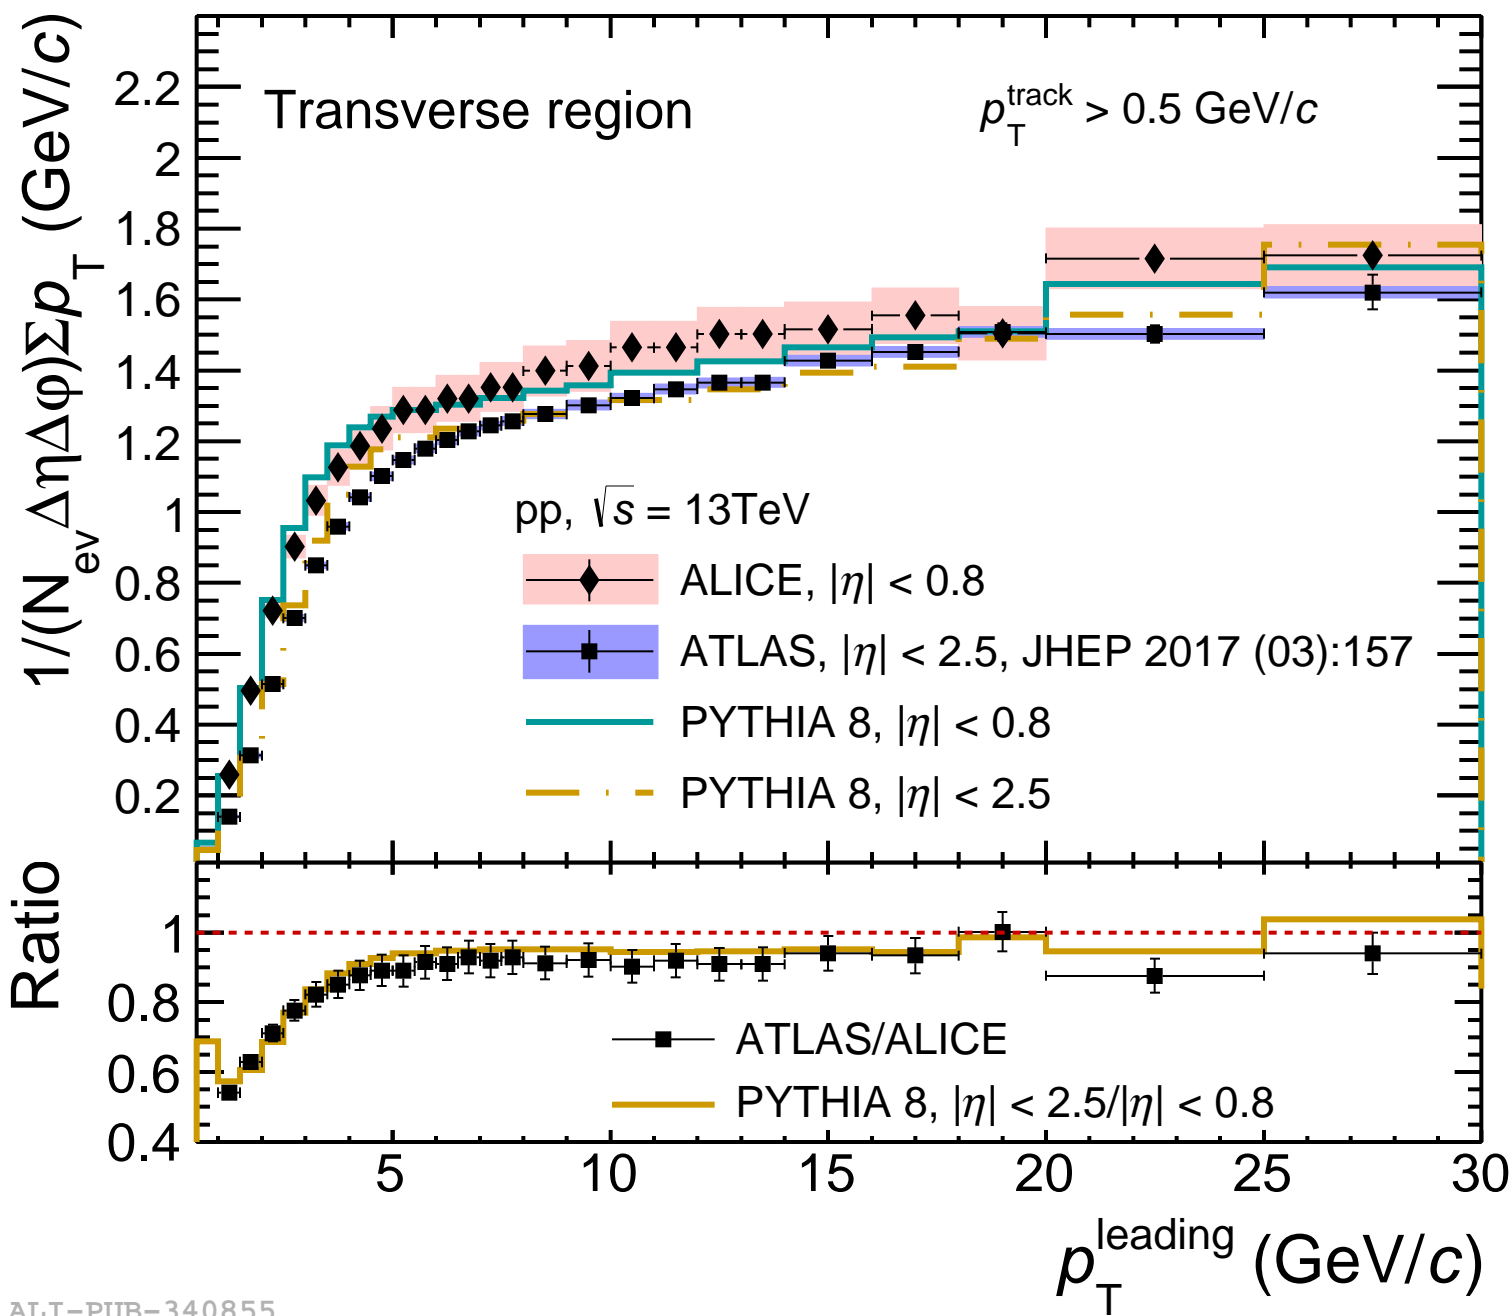 1/(N_ev ΔηΔφ)Σp_T (GeV/c)
2.2
2
1.8
1.6
1.4
1.2
1
0.8
0.6
0.4
0.2
Transverse region
p_T^track > 0.5 GeV/c
pp, √s = 13TeV
ALICE, |η| < 0.8
ATLAS, |η| < 2.5, JHEP 2017 (03):157
PYTHIA 8, |η| < 0.8
PYTHIA 8, |η| < 2.5
Ratio
1
0.8
0.6
0.4
ATLAS/ALICE
PYTHIA 8, |η| < 2.5/|η| < 0.8
5 10 15 20 25 30
p_T^leading (GeV/c)
ALI-PUB-340855